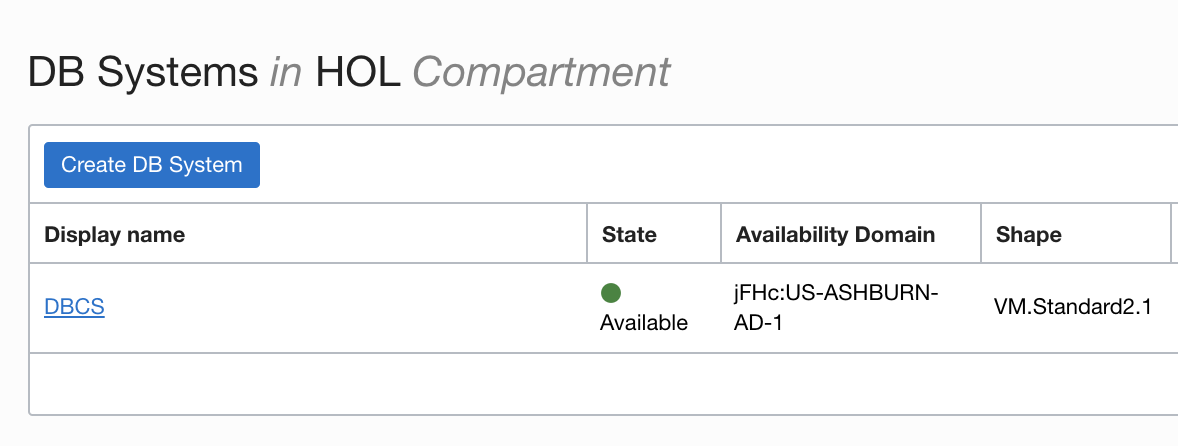 DB Systems in HOL Compartment
Create DB System
Display name State Availability Domain Shape
DBCS Available jFHc:US-ASHBURN-
AD-1 VM.Standard2.1